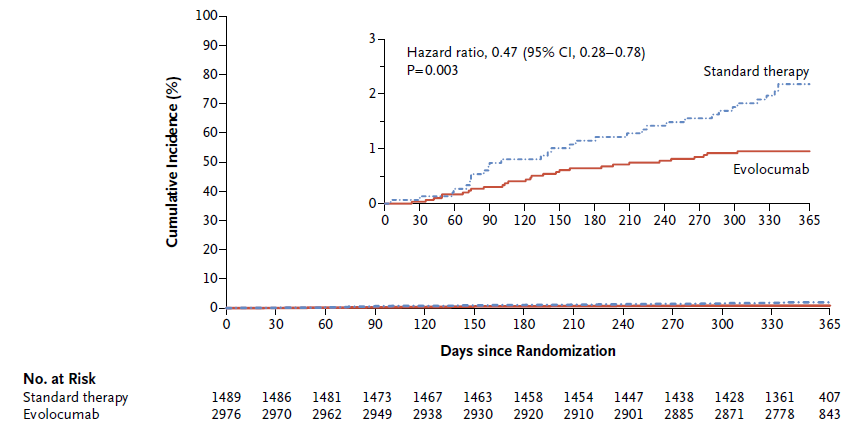 100
90
80
70
60
50
40
30
20
10
0
Cumulative Incidence (%)
3
2
1
0
Hazard ratio, 0.47 (95% CI, 0.28–0.78)
P=0.003
Standard therapy
Evolocumab
0 30 60 90 120 150 180 210 240 270 300 330 365
0 30 60 90 120 150 180 210 240 270 300 330 365
Days since Randomization
No. at Risk
Standard therapy 1489 1486 1481 1473 1467 1463 1458 1454 1447 1438 1428 1361 407
Evolocumab 2976 2970 2962 2949 2938 2930 2920 2910 2901 2885 2871 2778 843